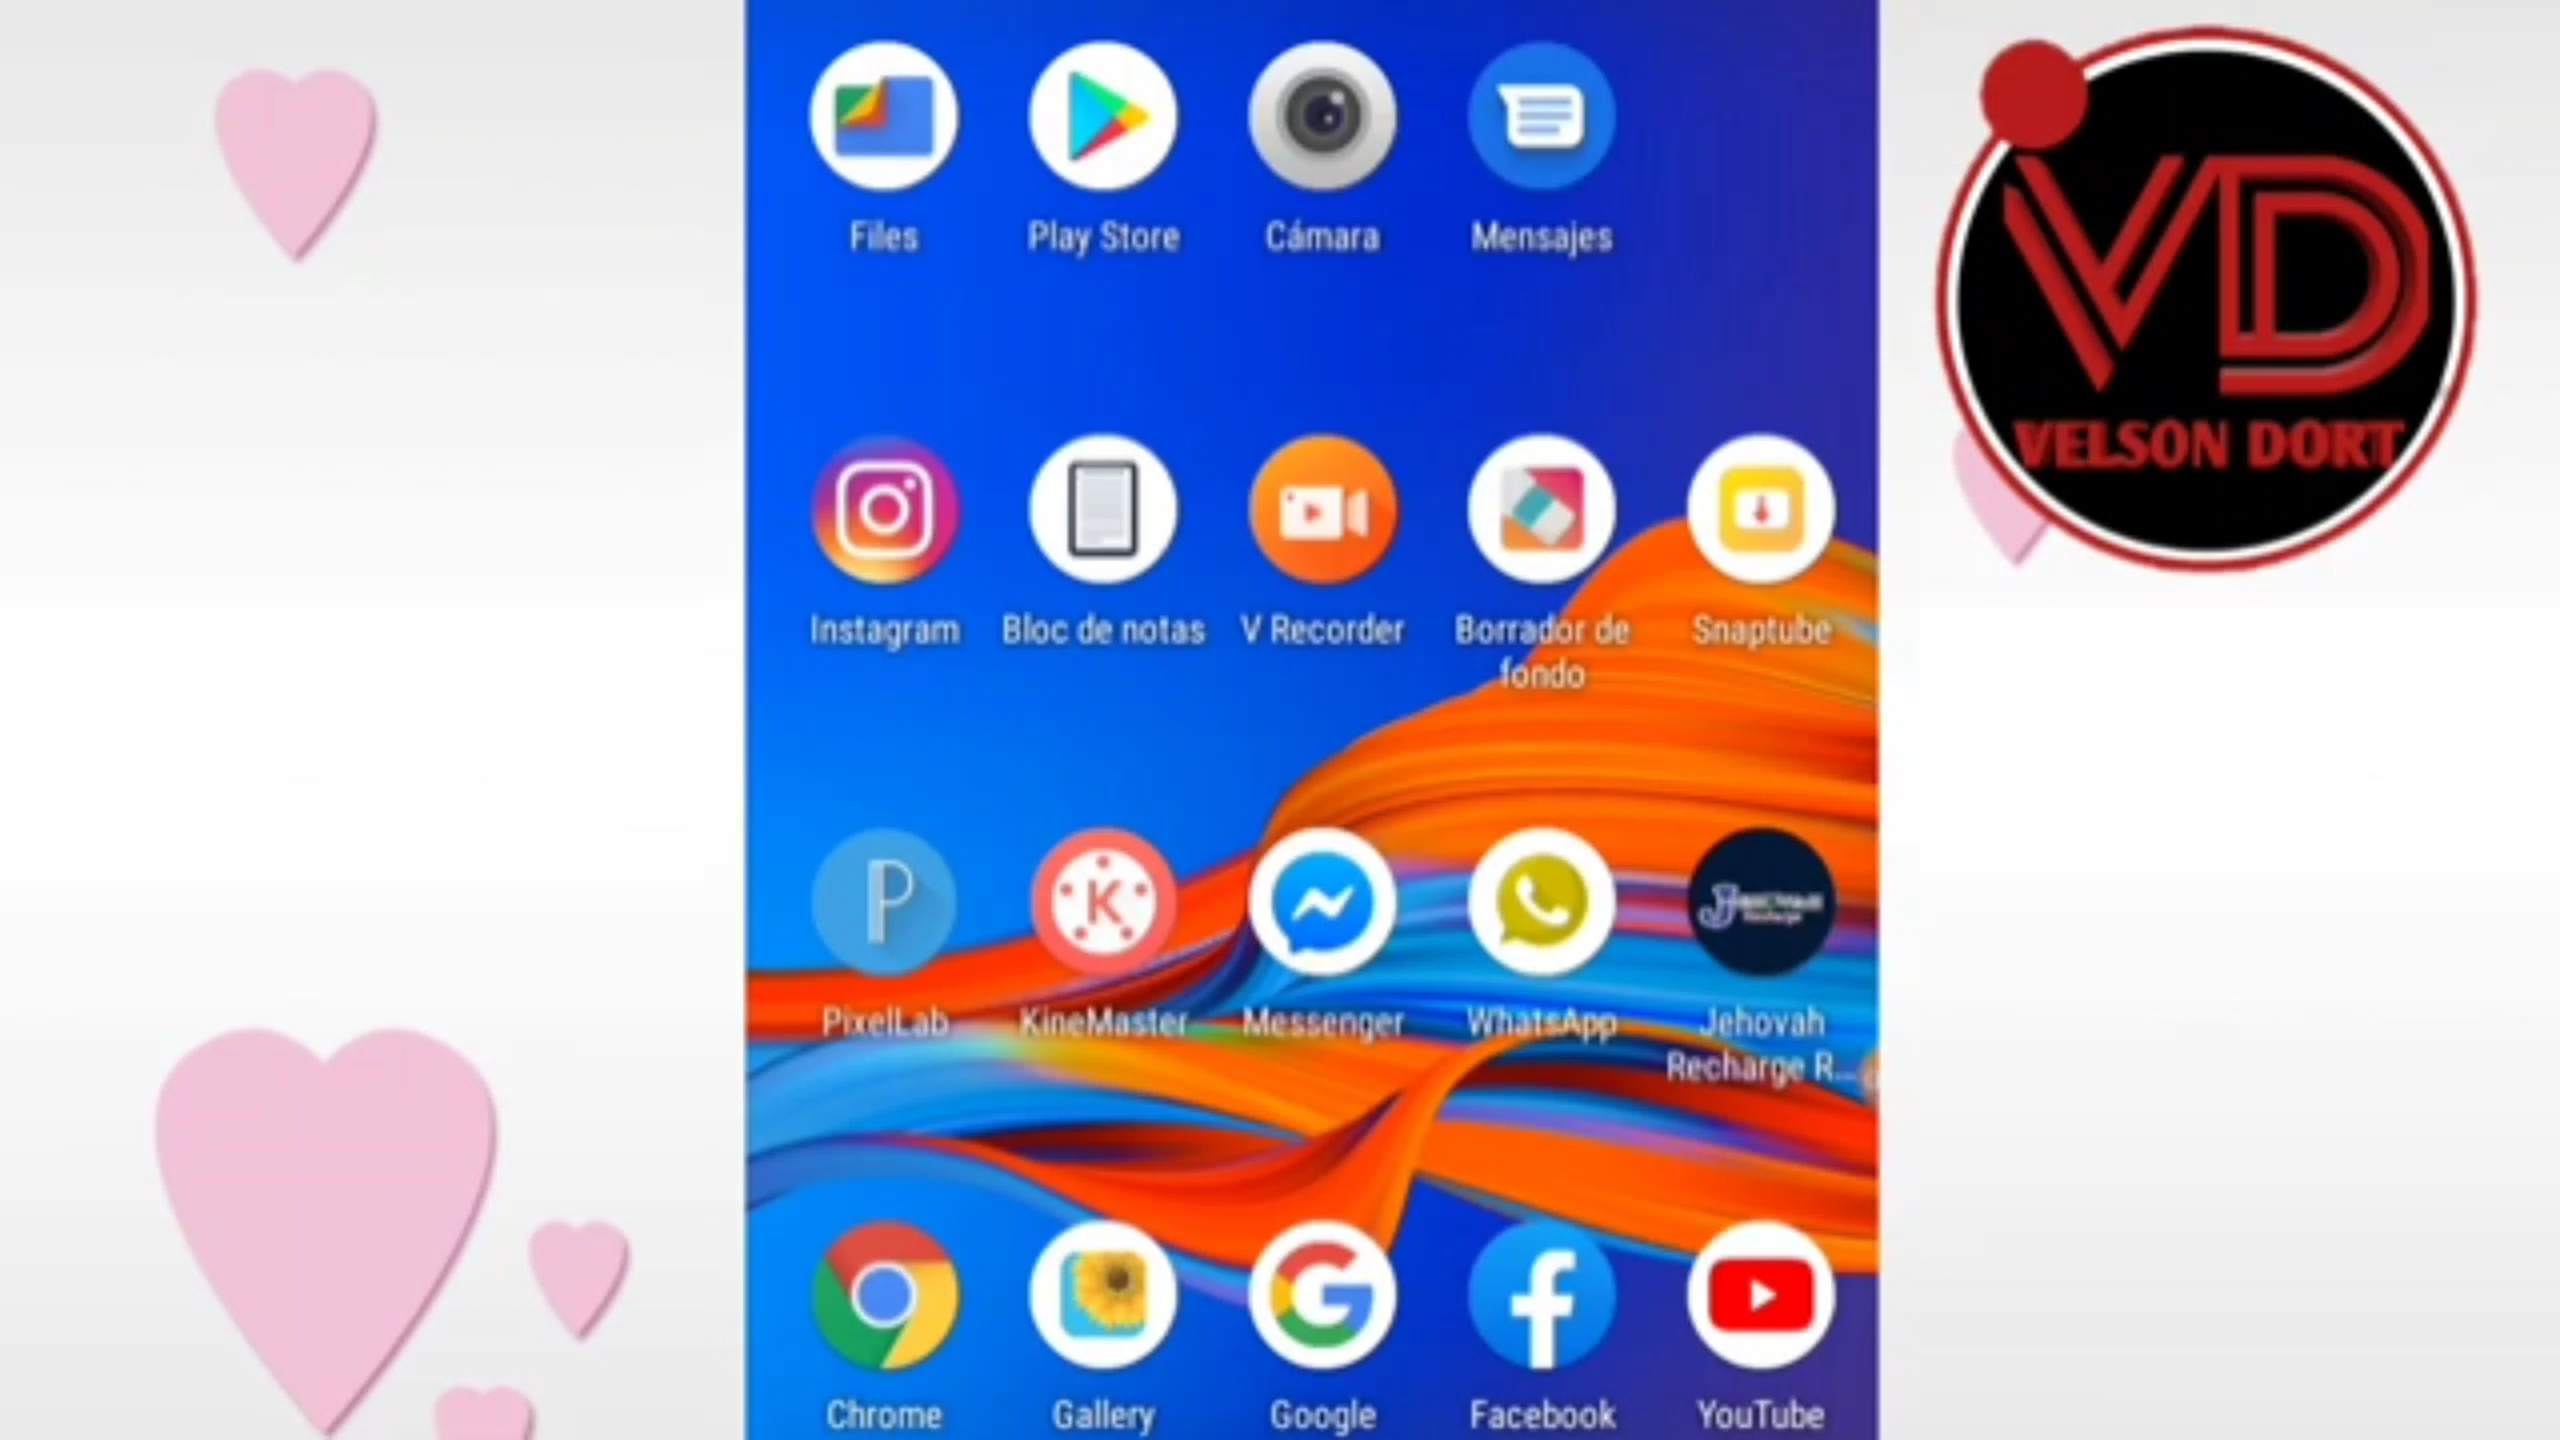 Files Play Store Cámara Mensajes
VD
VELSON DORT
Instagram Bloc de notas V Recorder Borrador de fondo Snaptube
PixelLab KineMaster Messenger WhatsApp Jehovah Recharge R...
Chrome Gallery Google Facebook YouTube